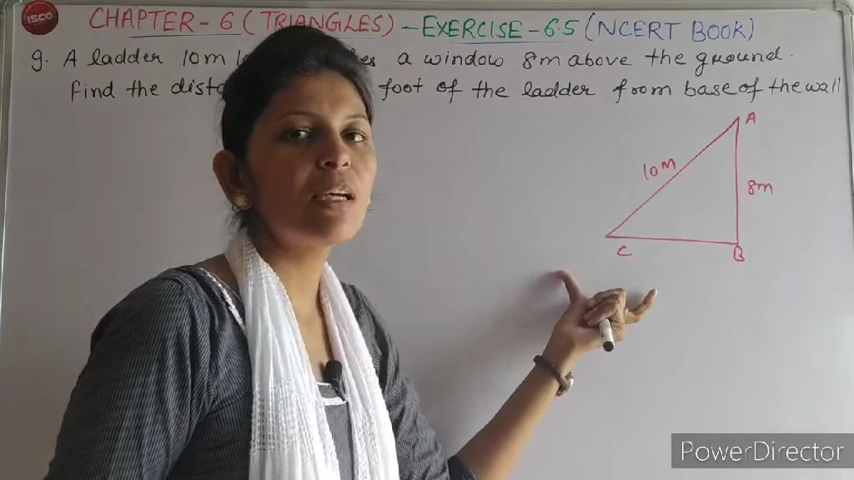 ISCO
CHAPTER - 6 (TRIANGLES) - EXERCISE - 6.5 (NCERT BOOK)
9. A ladder 10m a window 8m above the ground.
Find the foot of the ladder from base of the wall
A
10M
8m
C
B
PowerDirector